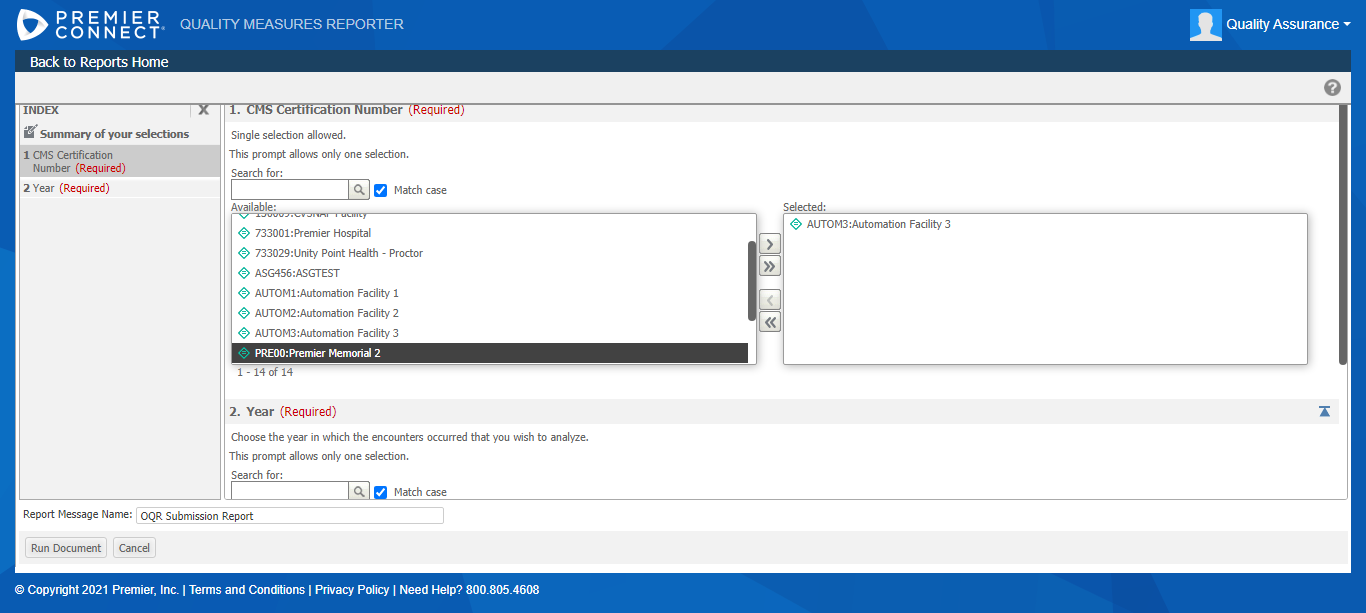 PREMIER CONNECT
QUALITY MEASURES REPORTER
Quality Assurance
Back to Reports Home
?
INDEX
X
Summary of your selections
1 CMS Certification
Number (Required)
2 Year (Required)
1. CMS Certification Number (Required)
Single selection allowed.
This prompt allows only one selection.
Search for:
Match case
Available:
733001:Premier Hospital
733029:Unity Point Health - Proctor
ASG456:ASGTEST
AUTOM1:Automation Facility 1
AUTOM2:Automation Facility 2
AUTOM3:Automation Facility 3
PRE00:Premier Memorial 2
1 - 14 of 14
Selected:
AUTOM3:Automation Facility 3
2. Year (Required)
Choose the year in which the encounters occurred that you wish to analyze.
This prompt allows only one selection.
Search for:
Match case
Report Message Name: OQR Submission Report
Run Document Cancel
© Copyright 2021 Premier, Inc. | Terms and Conditions | Privacy Policy | Need Help? 800.805.4608